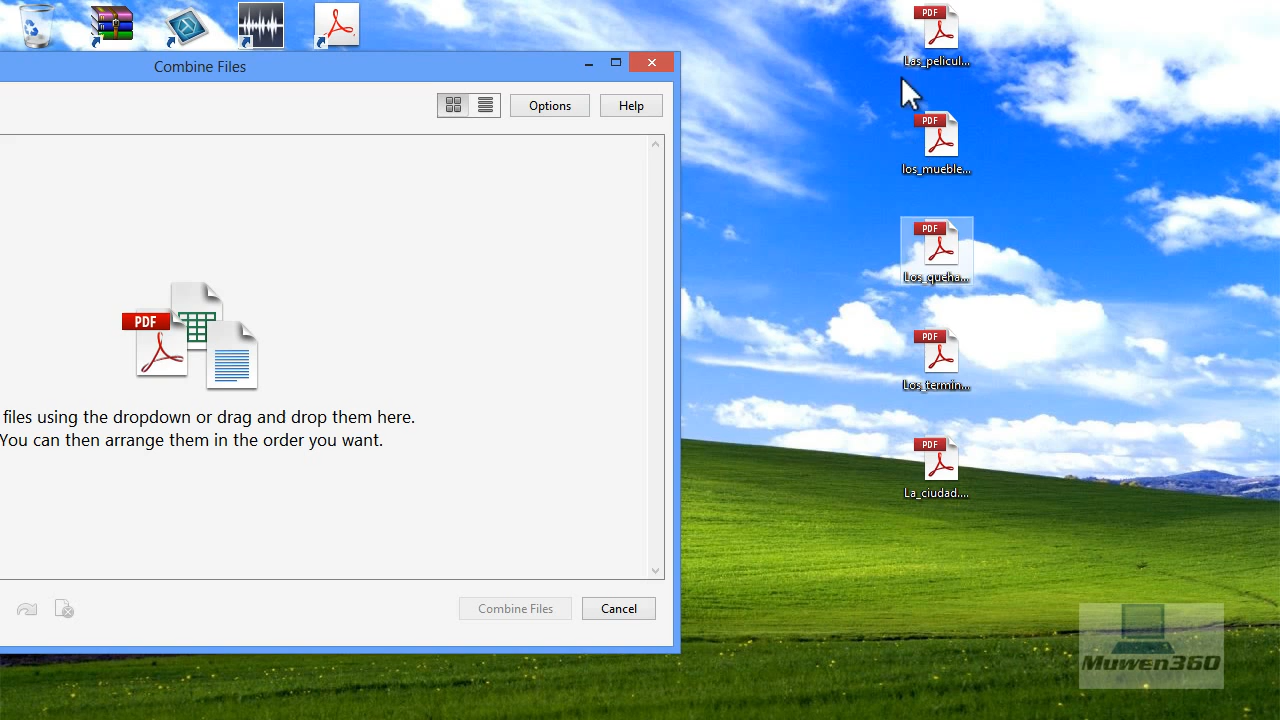 Combine Files
Options
Help
PDF
files using the dropdown or drag and drop them here.
You can then arrange them in the order you want.
Combine Files
Cancel
PDF
Las_pelicul...
PDF
los_mueble...
PDF
Los_queha...
PDF
Los_termin...
PDF
La_ciudad....
Muwen360